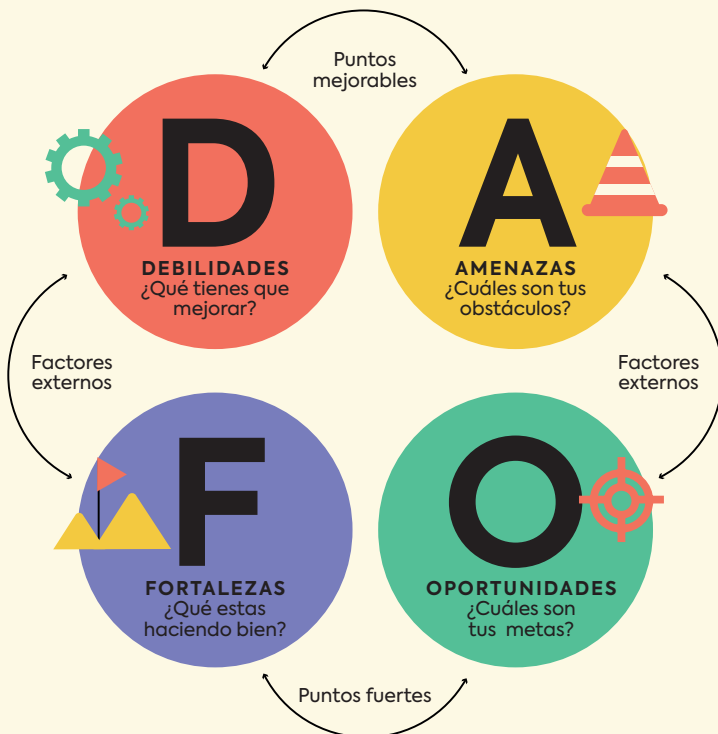 Puntos
mejorables
D
DEBILIDADES
¿Qué tienes que
mejorar?
A
AMENAZAS
¿Cuáles son tus
obstáculos?
Factores
externos
Factores
externos
F
FORTALEZAS
¿Qué estas
haciendo bien?
O
OPORTUNIDADES
¿Cuáles son
tus metas?
Puntos fuertes